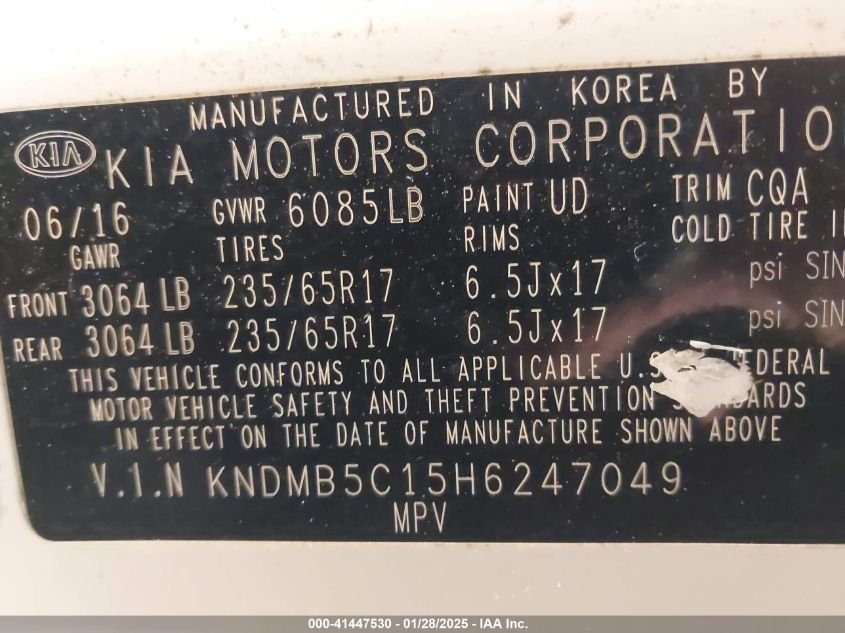 MANUFACTURED IN KOREA BY
KIA KIA MOTORS CORPORATIO
06/16 GVWR 6085LB PAINT UD TRIM CQA
GAWR TIRES RIMS COLD TIRE
FRONT 3064 LB 235/65R17 6.5Jx17 psi SIN
REAR 3064 LB 235/65R17 6.5Jx17 psi SIN
THIS VEHICLE CONFORMS TO ALL APPLICABLE U.S. FEDERAL
MOTOR VEHICLE SAFETY AND THEFT PREVENTION
IN EFFECT ON THE DATE OF MANUFACTURE SHOWN ABOVE
V.1.N KNDMB5C15H6247049
MPV
000-41447530 - 01/28/2025 - IAA Inc.